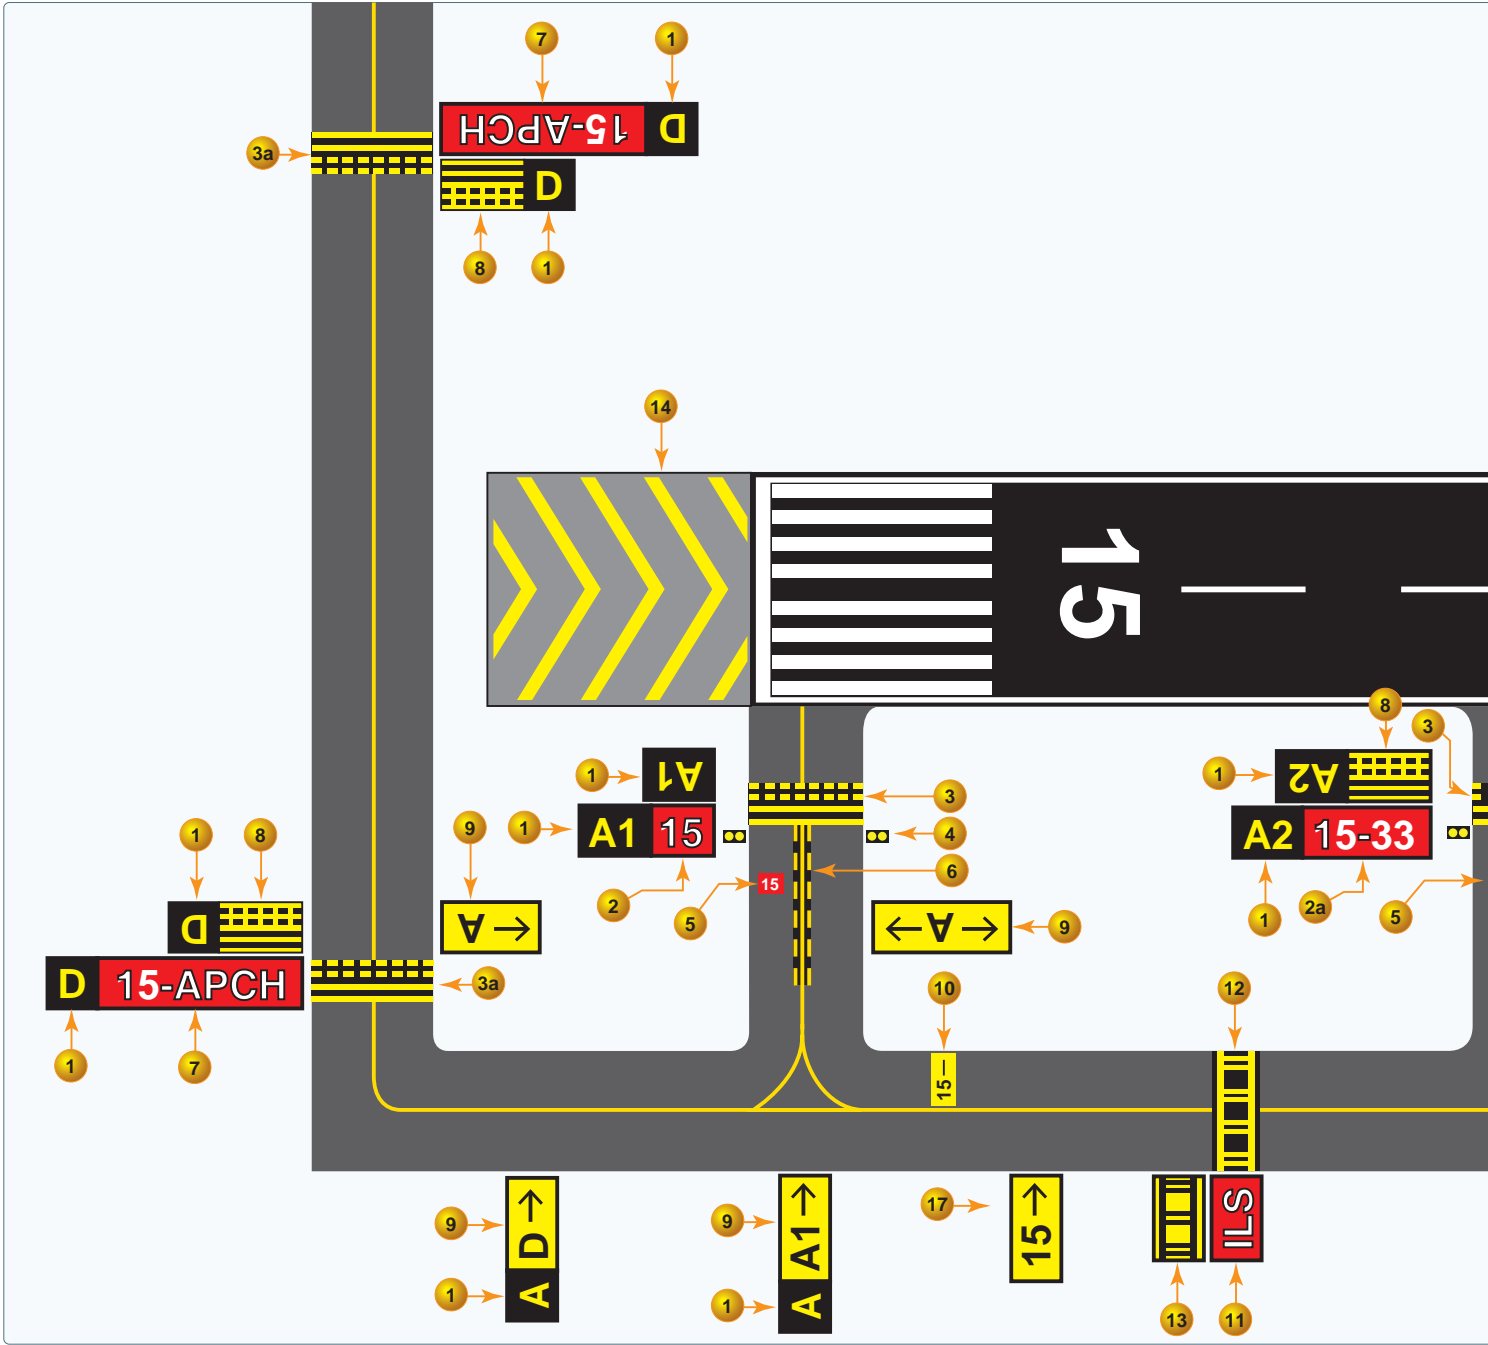 7 1
15-APCH D
3a
D
8 1
14
15
8
3
1 A1
1 A2
3
9 1 A1 15
4
A2 15-33
1 8
6
2 15
5
1 2a 5
D
A →
← A →
9
D 15-APCH
3a
10 12
1 7
15—
17
9 D →
9 A1 →
15 →
ILS
1 A
1 A
13 11